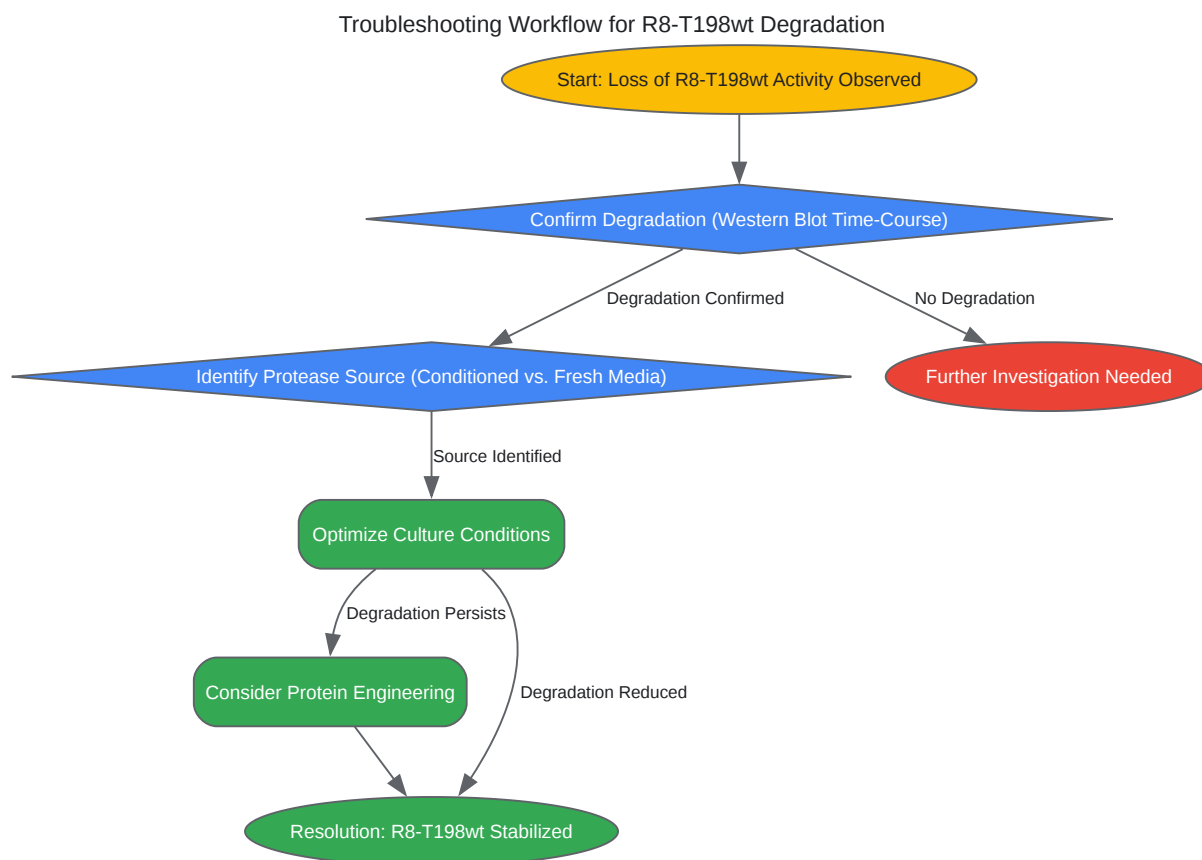 Troubleshooting Workflow for R8-T198wt Degradation
Start: Loss of R8-T198wt Activity Observed
Confirm Degradation (Western Blot Time-Course)
Degradation Confirmed
No Degradation
Identify Protease Source (Conditioned vs. Fresh Media)
Further Investigation Needed
Source Identified
Optimize Culture Conditions
Degradation Persists
Consider Protein Engineering
Degradation Reduced
Resolution: R8-T198wt Stabilized